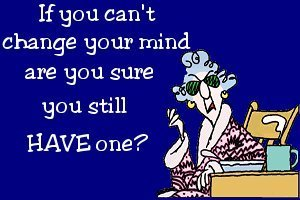 If you can't
change your mind
are you sure
you still
HAVE one?